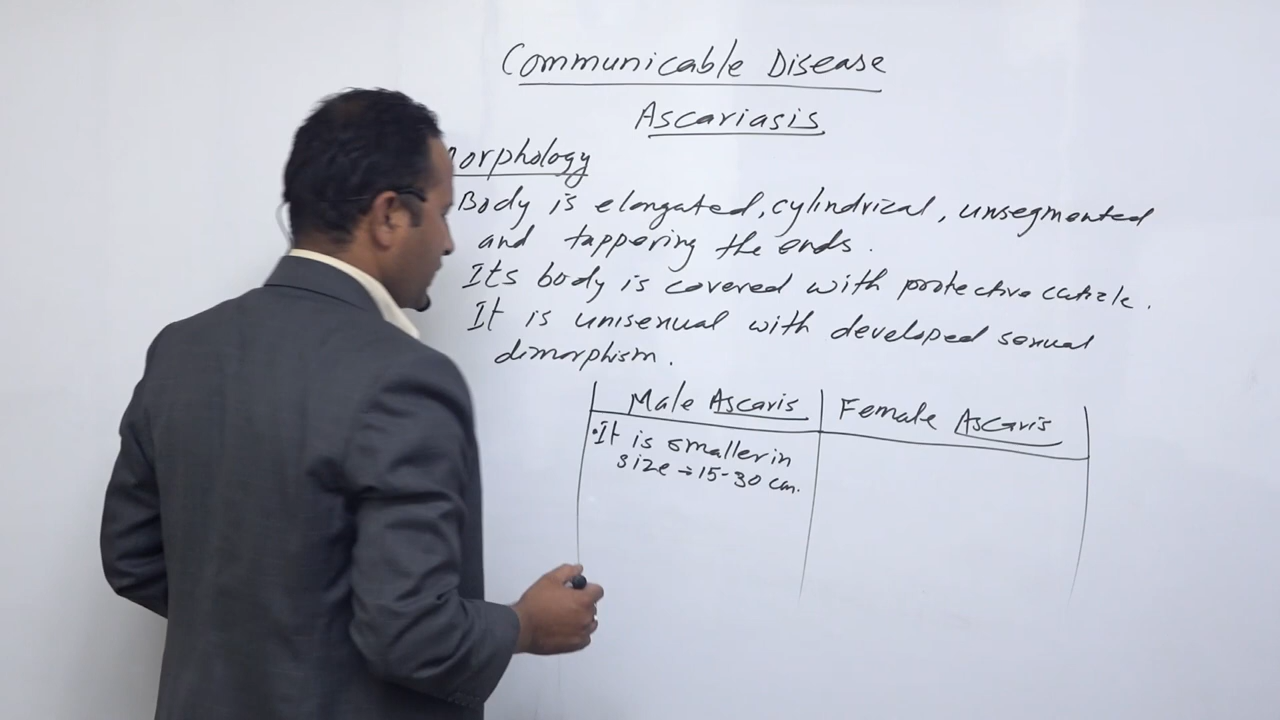 Communicable Disease
Ascariasis
Morphology
Body is elongated, cylindrical, unsegmented
and tappering the ends.
Its body is covered with protective cuticle.
It is unisexual with developed sexual
dimorphism.
Male Ascaris Female Ascaris
• It is smaller in
size → 15-30 cm.